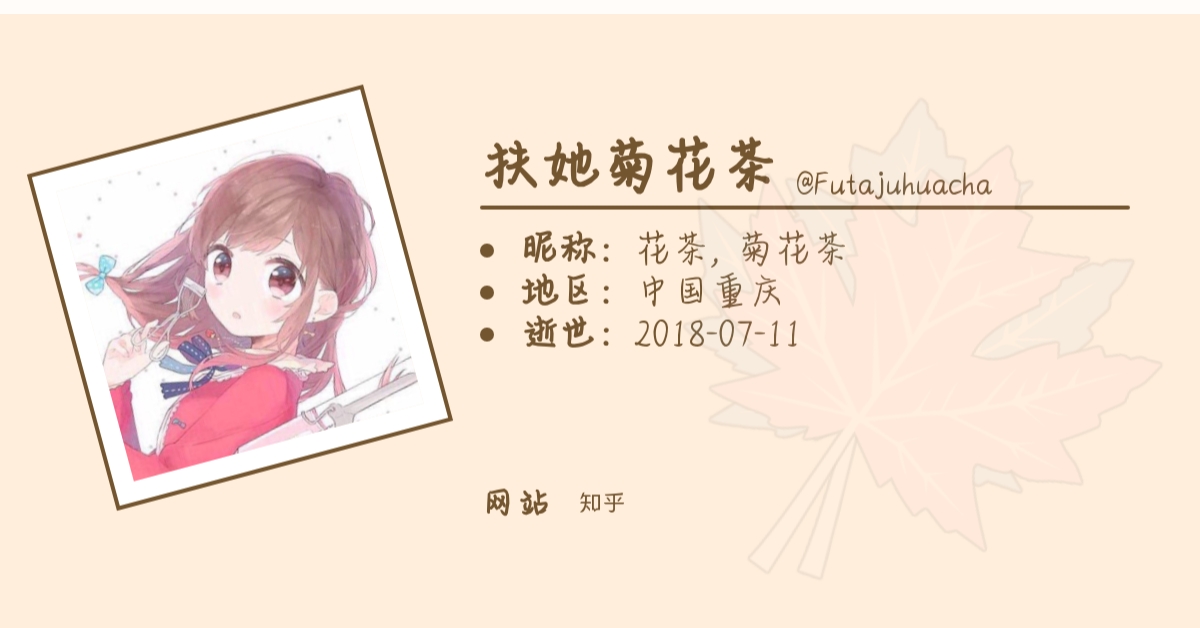 扶她菊花茶 @Futajuhuacha
• 昵称：花茶, 菊花茶
• 地区：中国重庆
• 逝世：2018-07-11
网站 知乎